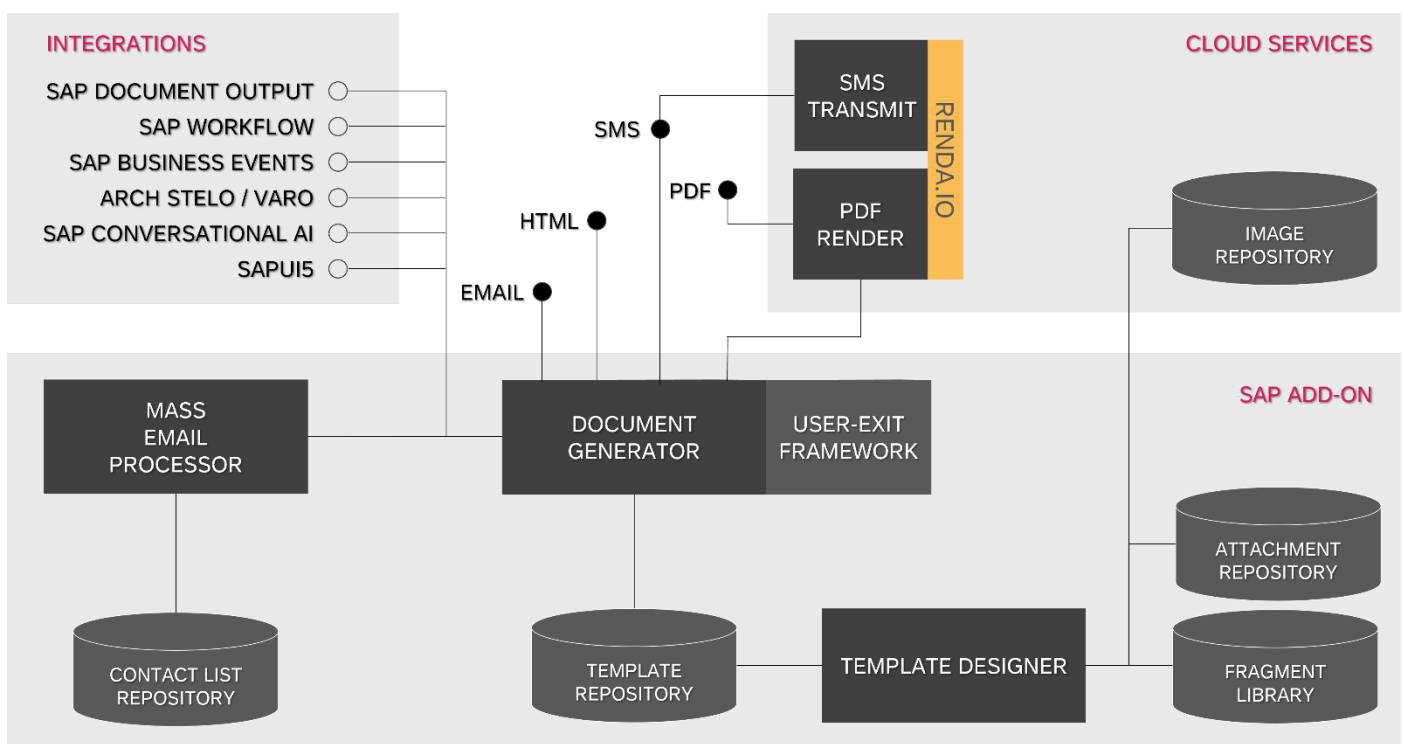 INTEGRATIONS
SAP DOCUMENT OUTPUT
SAP WORKFLOW
SAP BUSINESS EVENTS
ARCH STELO / VARO
SAP CONVERSATIONAL AI
SAPUI5
EMAIL
HTML
SMS
PDF
CLOUD SERVICES
SMS
TRANSMIT
PDF
RENDER
RENDA.IO
IMAGE
REPOSITORY
SAP ADD-ON
MASS
EMAIL
PROCESSOR
DOCUMENT
GENERATOR
USER-EXIT
FRAMEWORK
ATTACHMENT
REPOSITORY
CONTACT LIST
REPOSITORY
TEMPLATE
REPOSITORY
TEMPLATE DESIGNER
FRAGMENT
LIBRARY